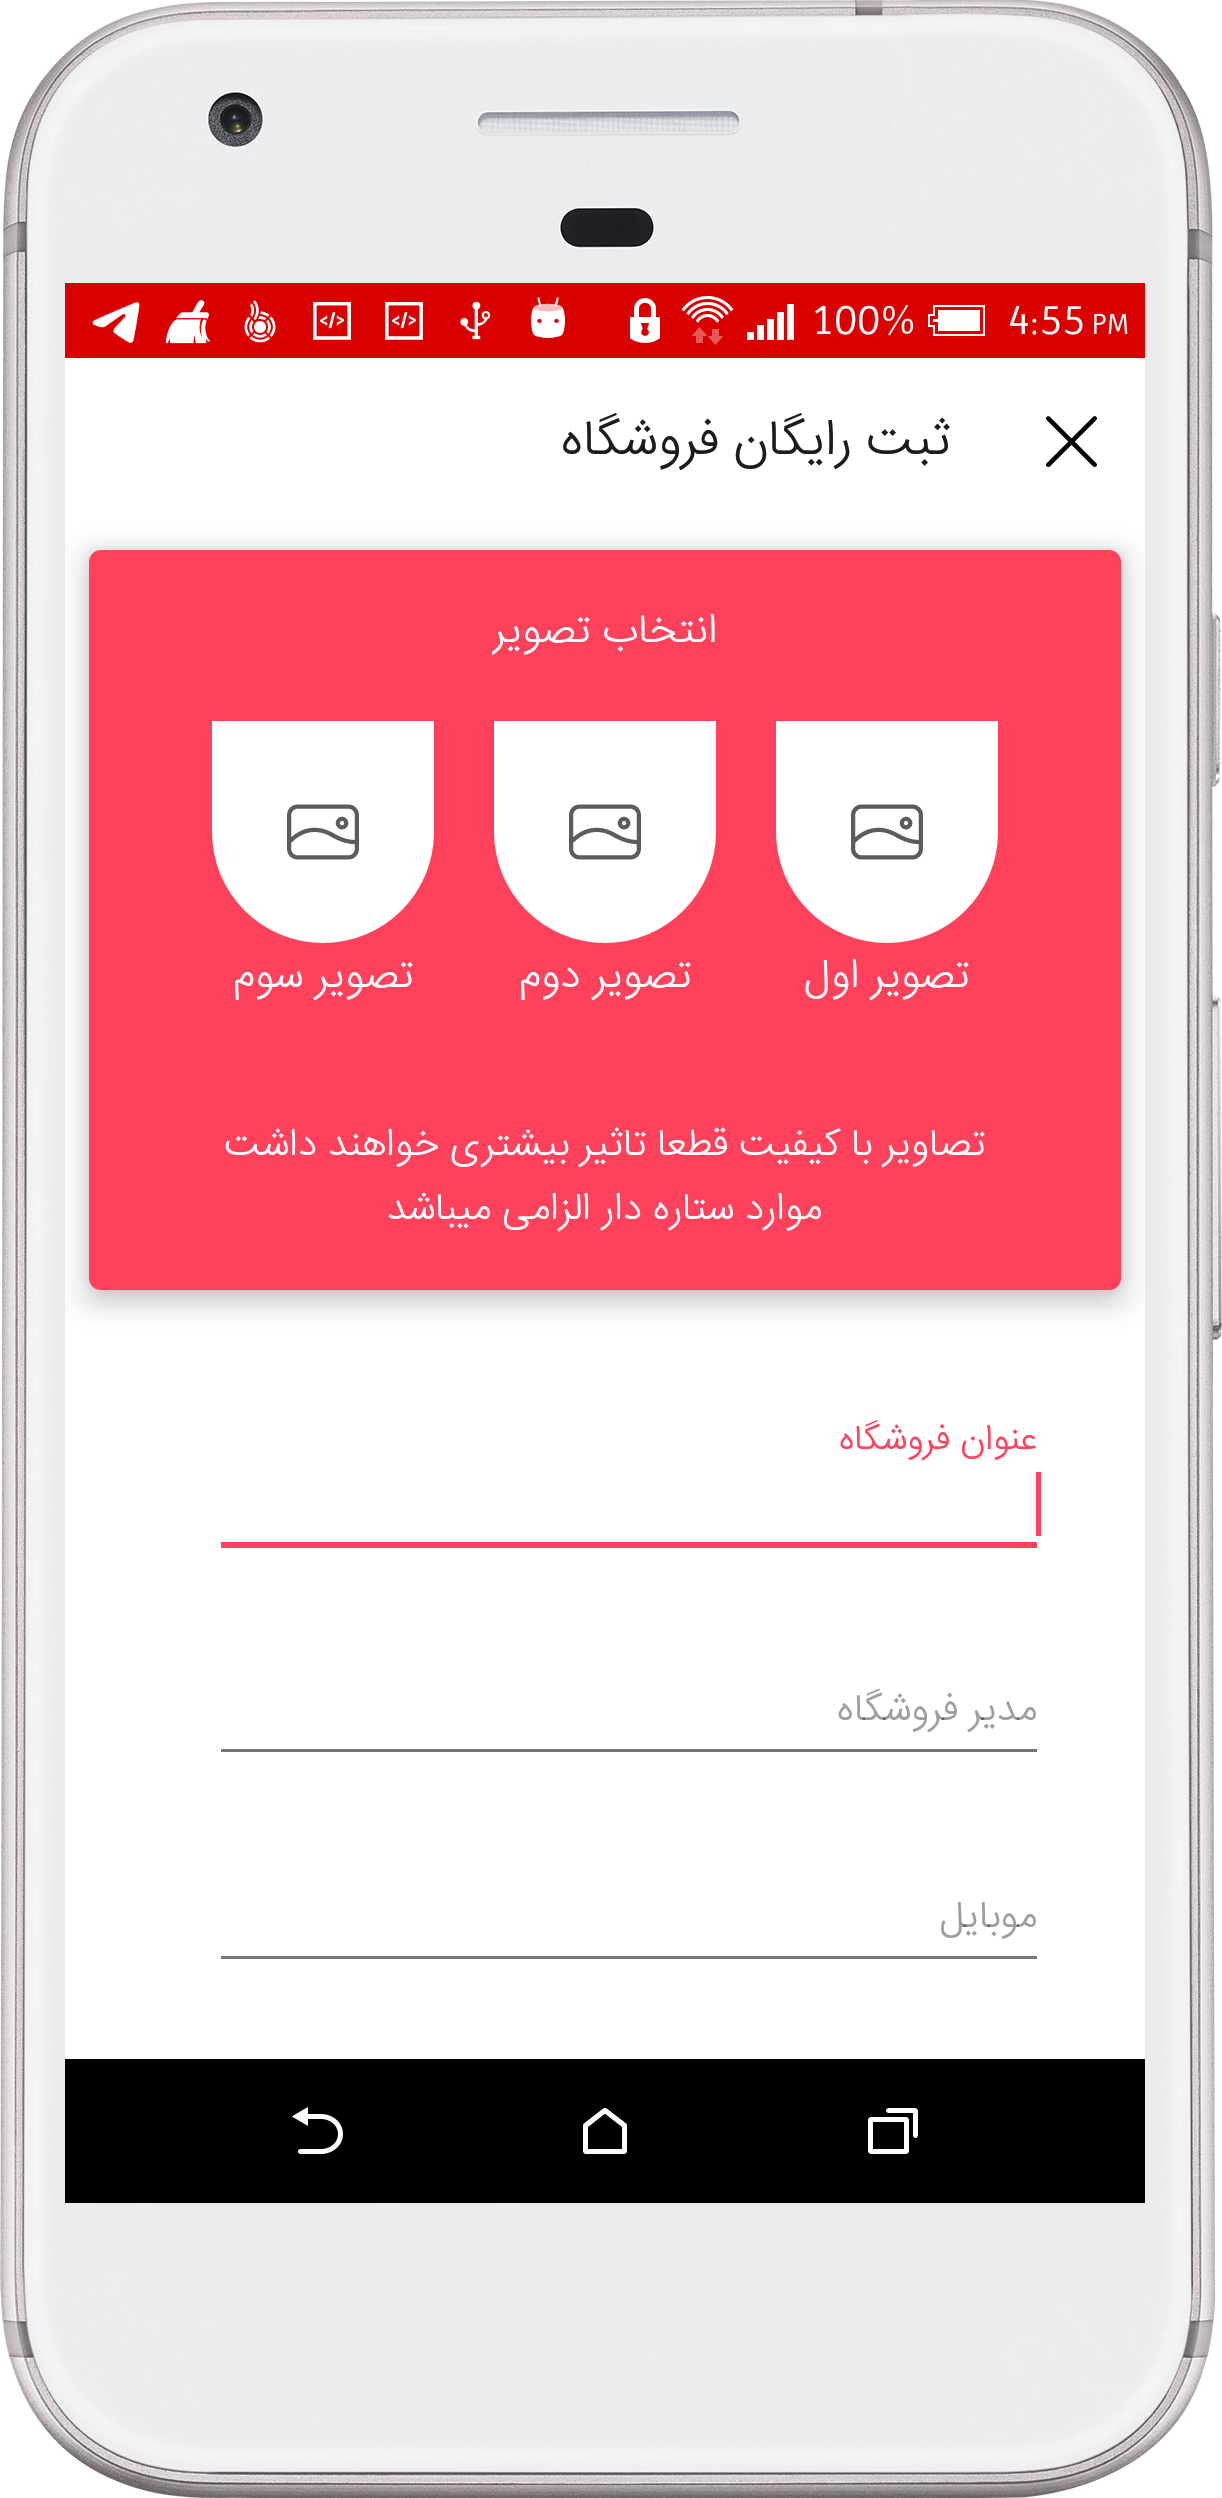 100% 4:55 PM
ثبت رایگان فروشگاه
انتخاب تصویر
تصویر اول
تصویر دوم
تصویر سوم
تصاویر با کیفیت قطعا تاثیر بیشتری خواهند داشت
موارد ستاره دار الزامی میباشد
عنوان فروشگاه
مدیر فروشگاه
موبایل